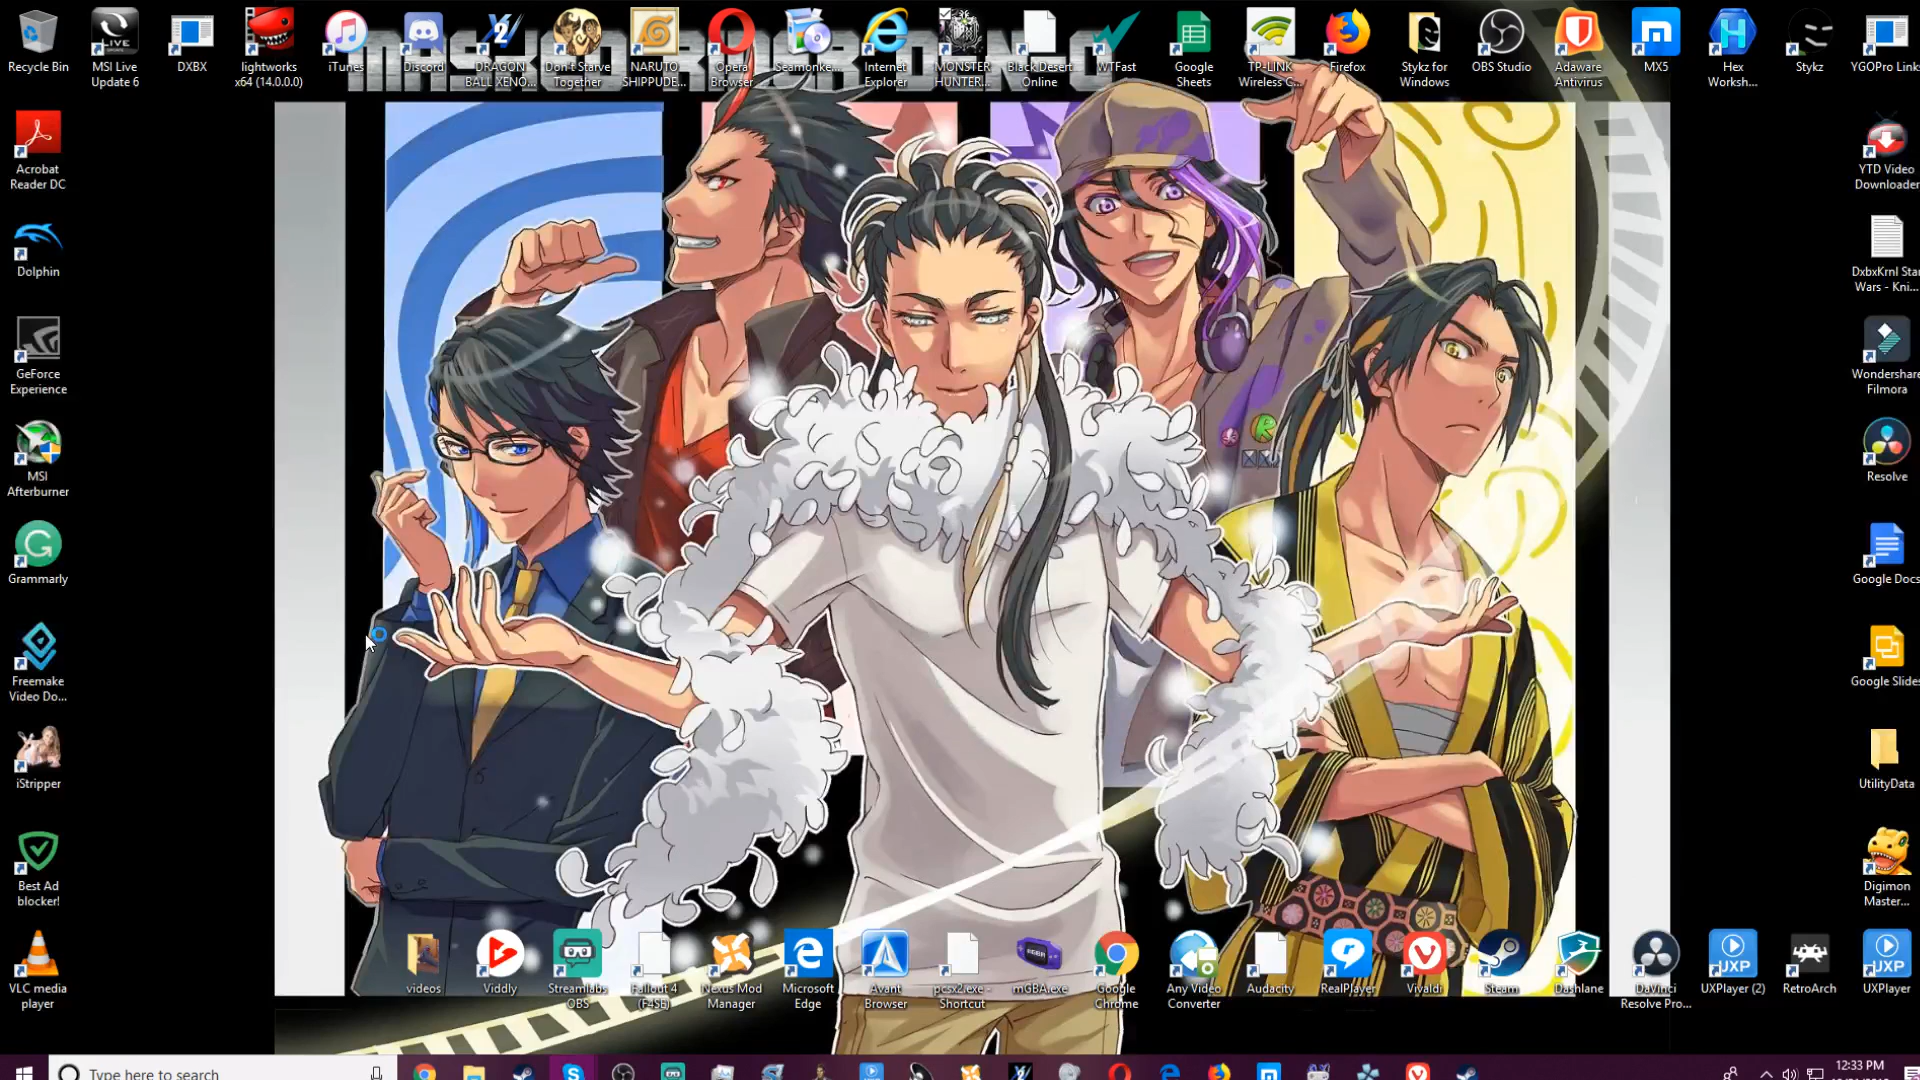 Recycle Bin
MSI Live
Update 6
DXBX
lightworks
x64 (14.0.0.0)
iTunes
Discord
DRAGON
BALL XENO...
Don't Starve
Together
NARUTO
SHIPPUDE...
Opera
Browser
Seamonke...
Internet
Explorer
MONSTER
HUNTER...
Black Desert
Online
WTFast
Google
Sheets
TP-LINK
Wireless C...
Firefox
Stykz for
Windows
OBS Studio
Adaware
Antivirus
MX5
Hex
Worksh...
Stykz
YGOPro Links
Acrobat
Reader DC
YTD Video
Downloader
Dolphin
DxbxKrnl Star
Wars - Kni...
GeForce
Experience
Wondershare
Filmora
MSI
Afterburner
Resolve
Grammarly
Google Docs
Freemake
Video Do...
Google Slides
iStripper
UtilityData
Best Ad
blocker!
Digimon
Master...
VLC media
player
videos
Viddly
Streamlabs
OBS
Fallout 4
(F4SE)
Nexus Mod
Manager
Microsoft
Edge
Avant
Browser
pcsx2.exe -
Shortcut
mGBA.exe
Google
Chrome
Any Video
Converter
Audacity
RealPlayer
Vivaldi
Steam
Dashlane
DaVinci
Resolve Pro...
UXPlayer (2)
RetroArch
UXPlayer
Type here to search
12:33 PM